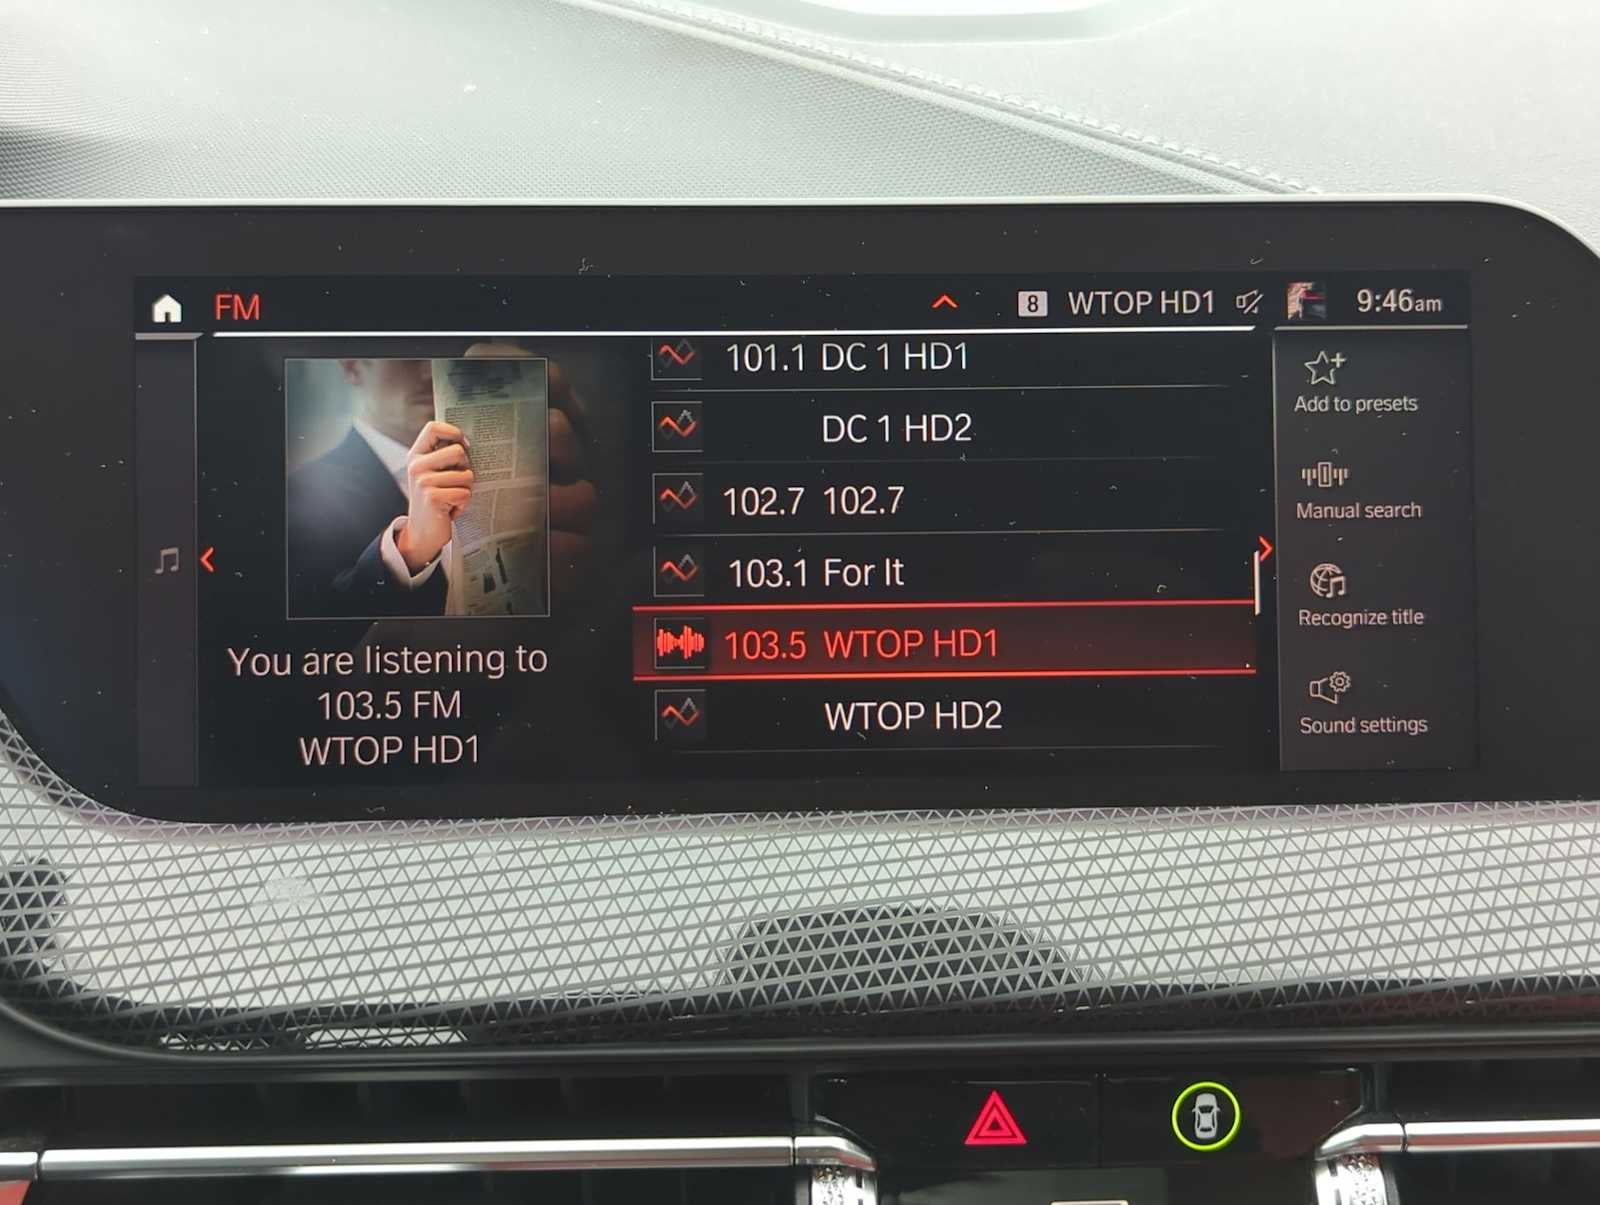 FM
8 WTOP HD1
9:46am
101.1 DC 1 HD1
DC 1 HD2
102.7 102.7
103.1 For It
103.5 WTOP HD1
WTOP HD2
You are listening to
103.5 FM
WTOP HD1
Add to presets
Manual search
Recognize title
Sound settings